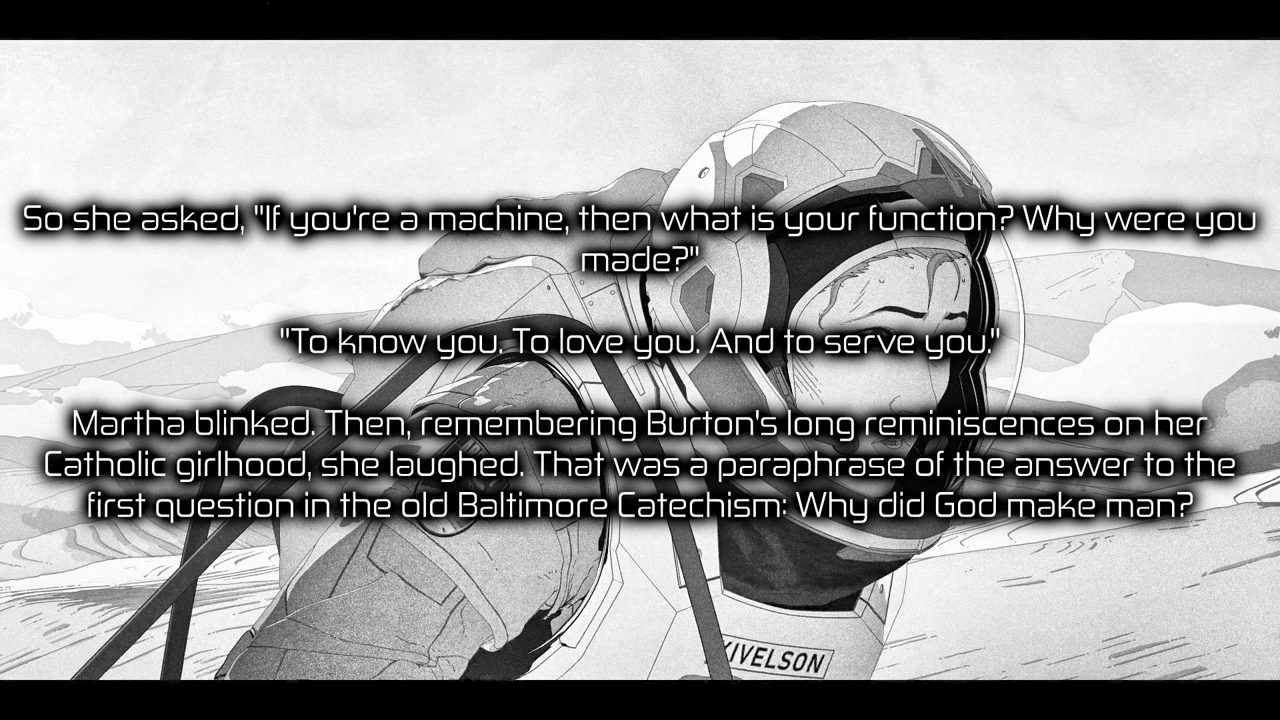 So she asked, "If you're a machine, then what is your function? Why were you
made?"
"To know you. To love you. And to serve you."
Martha blinked. Then, remembering Burton's long reminiscences on her
Catholic girlhood, she laughed. That was a paraphrase of the answer to the
first question in the old Baltimore Catechism: Why did God make man?
KIVELSON